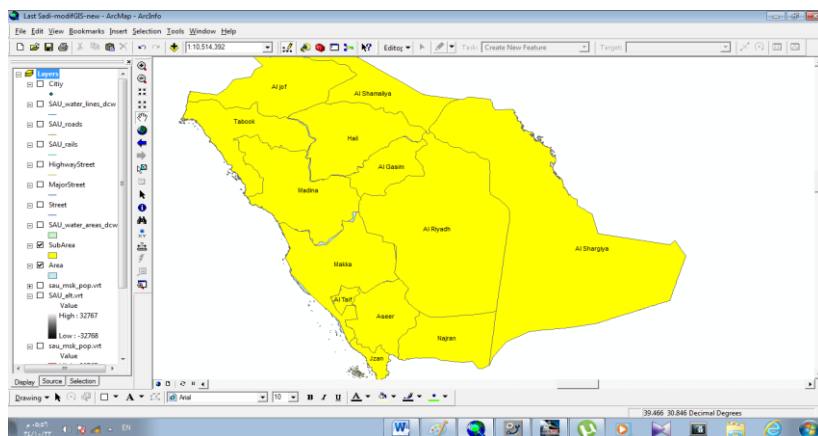 Last Sadi-modifGIS-new - ArcMap - ArcInfo
File Edit View Bookmarks Insert Selection Tools Window Help
1:10,514,392 Editor Task: Create New Feature Target:
Layers
Citiy
SAU_water_lines_dcw
SAU_roads
SAU_rails
HighwayStreet
MajorStreet
Street
SAU_water_areas_dcw
SubArea
Area
sau_msk_pop.vrt
SAU_alt.vrt
Value
High : 32767
Low : -32768
sau_msk_pop.vrt
Value
Display Source Selection
Al jof
Al Shamaliya
Tabook
Hail
Al Gasim
Madina
Al Riyadh
Al Shargiya
Makka
Al Taif
Aseer
Najran
Jzan
Drawing A Arial 10 B I U A
39.466 30.846 Decimal Degrees
EN